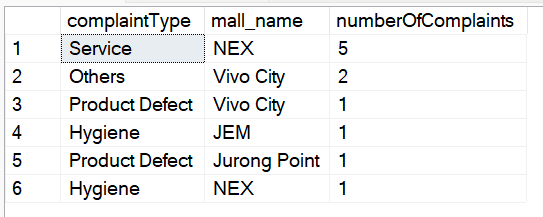 complaintType mall_name numberOfComplaints
1 Service NEX 5
2 Others Vivo City 2
3 Product Defect Vivo City 1
4 Hygiene JEM 1
5 Product Defect Jurong Point 1
6 Hygiene NEX 1